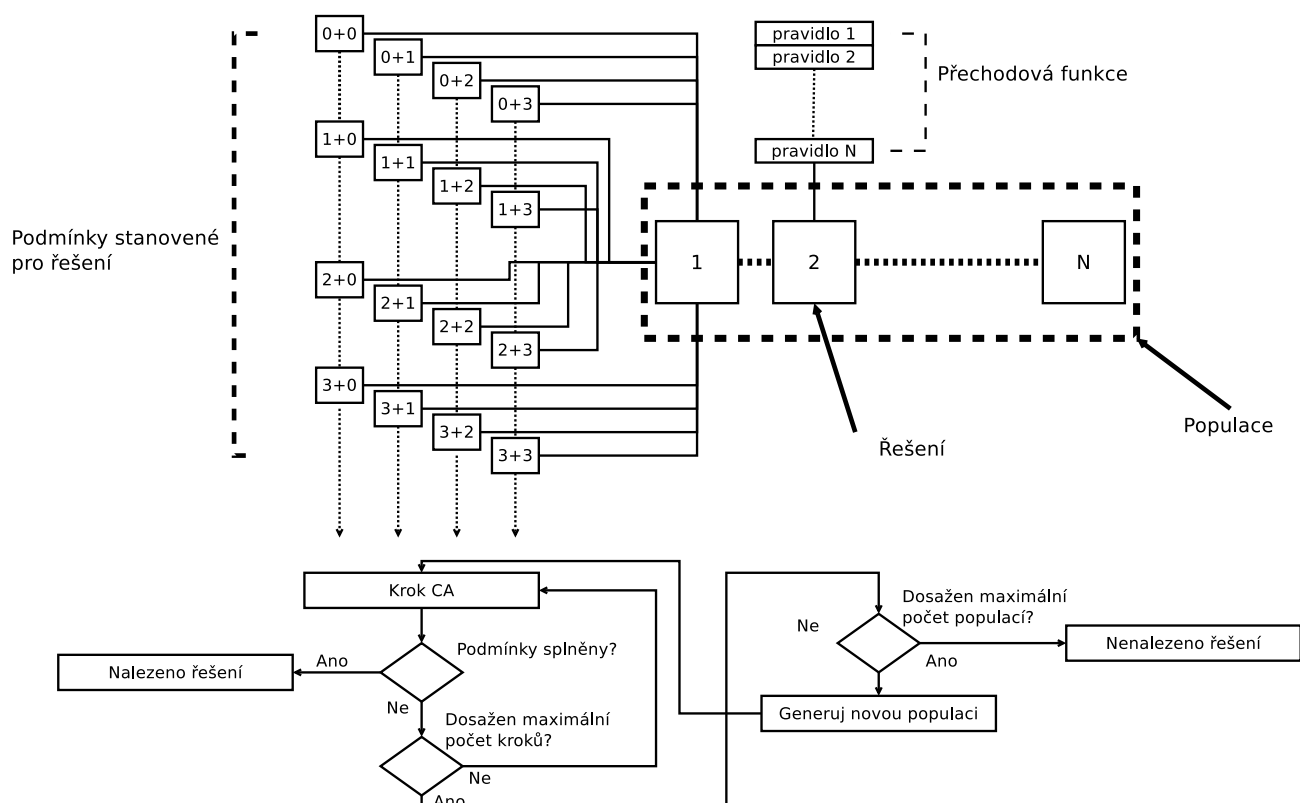 0+0
0+1
0+2
0+3
1+0
1+1
1+2
1+3
2+0
2+1
2+2
2+3
3+0
3+1
3+2
3+3
Podmínky stanovené
pro řešení
pravidlo 1
pravidlo 2
pravidlo N
Přechodová funkce
1
2
N
Řešení
Populace
Krok CA
Podmínky splněny?
Ano
Nalezeno řešení
Ne
Dosažen maximální
počet kroků?
Ne
Ano
Dosažen maximální
počet populací?
Ne
Ano
Nenalezeno řešení
Generuj novou populaci